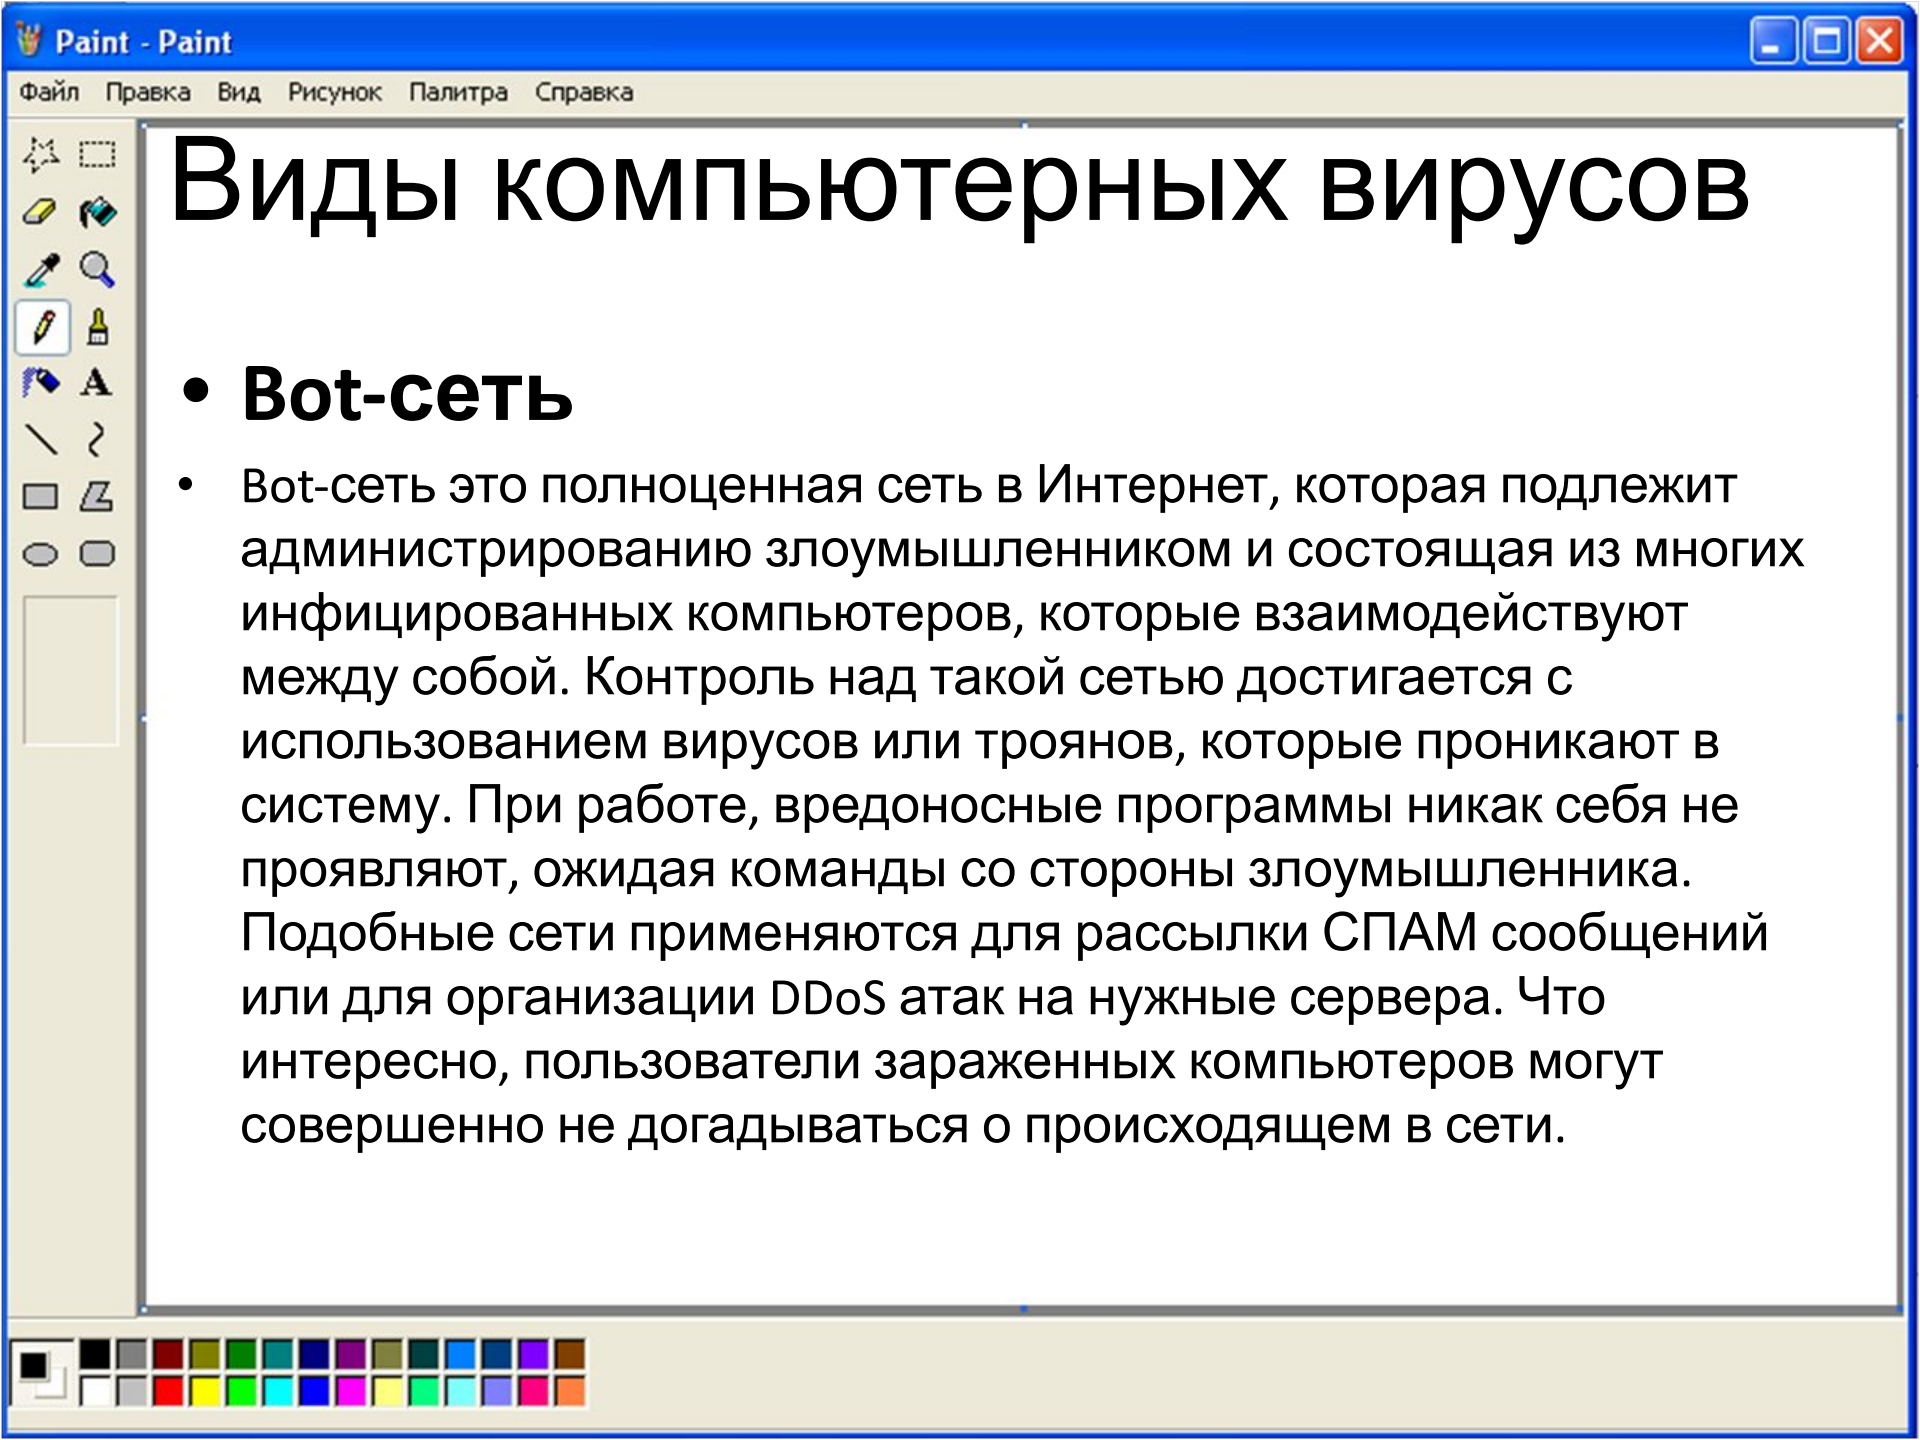 Paint - Paint
Файл Правка Вид Рисунок Палитра Справка
Виды компьютерных вирусов
• Bot-сеть
• Bot-сеть это полноценная сеть в Интернет, которая подлежит
администрированию злоумышленником и состоящая из многих
инфицированных компьютеров, которые взаимодействуют
между собой. Контроль над такой сетью достигается с
использованием вирусов или троянов, которые проникают в
систему. При работе, вредоносные программы никак себя не
проявляют, ожидая команды со стороны злоумышленника.
Подобные сети применяются для рассылки СПАМ сообщений
или для организации DDoS атак на нужные сервера. Что
интересно, пользователи зараженных компьютеров могут
совершенно не догадываться о происходящем в сети.
A